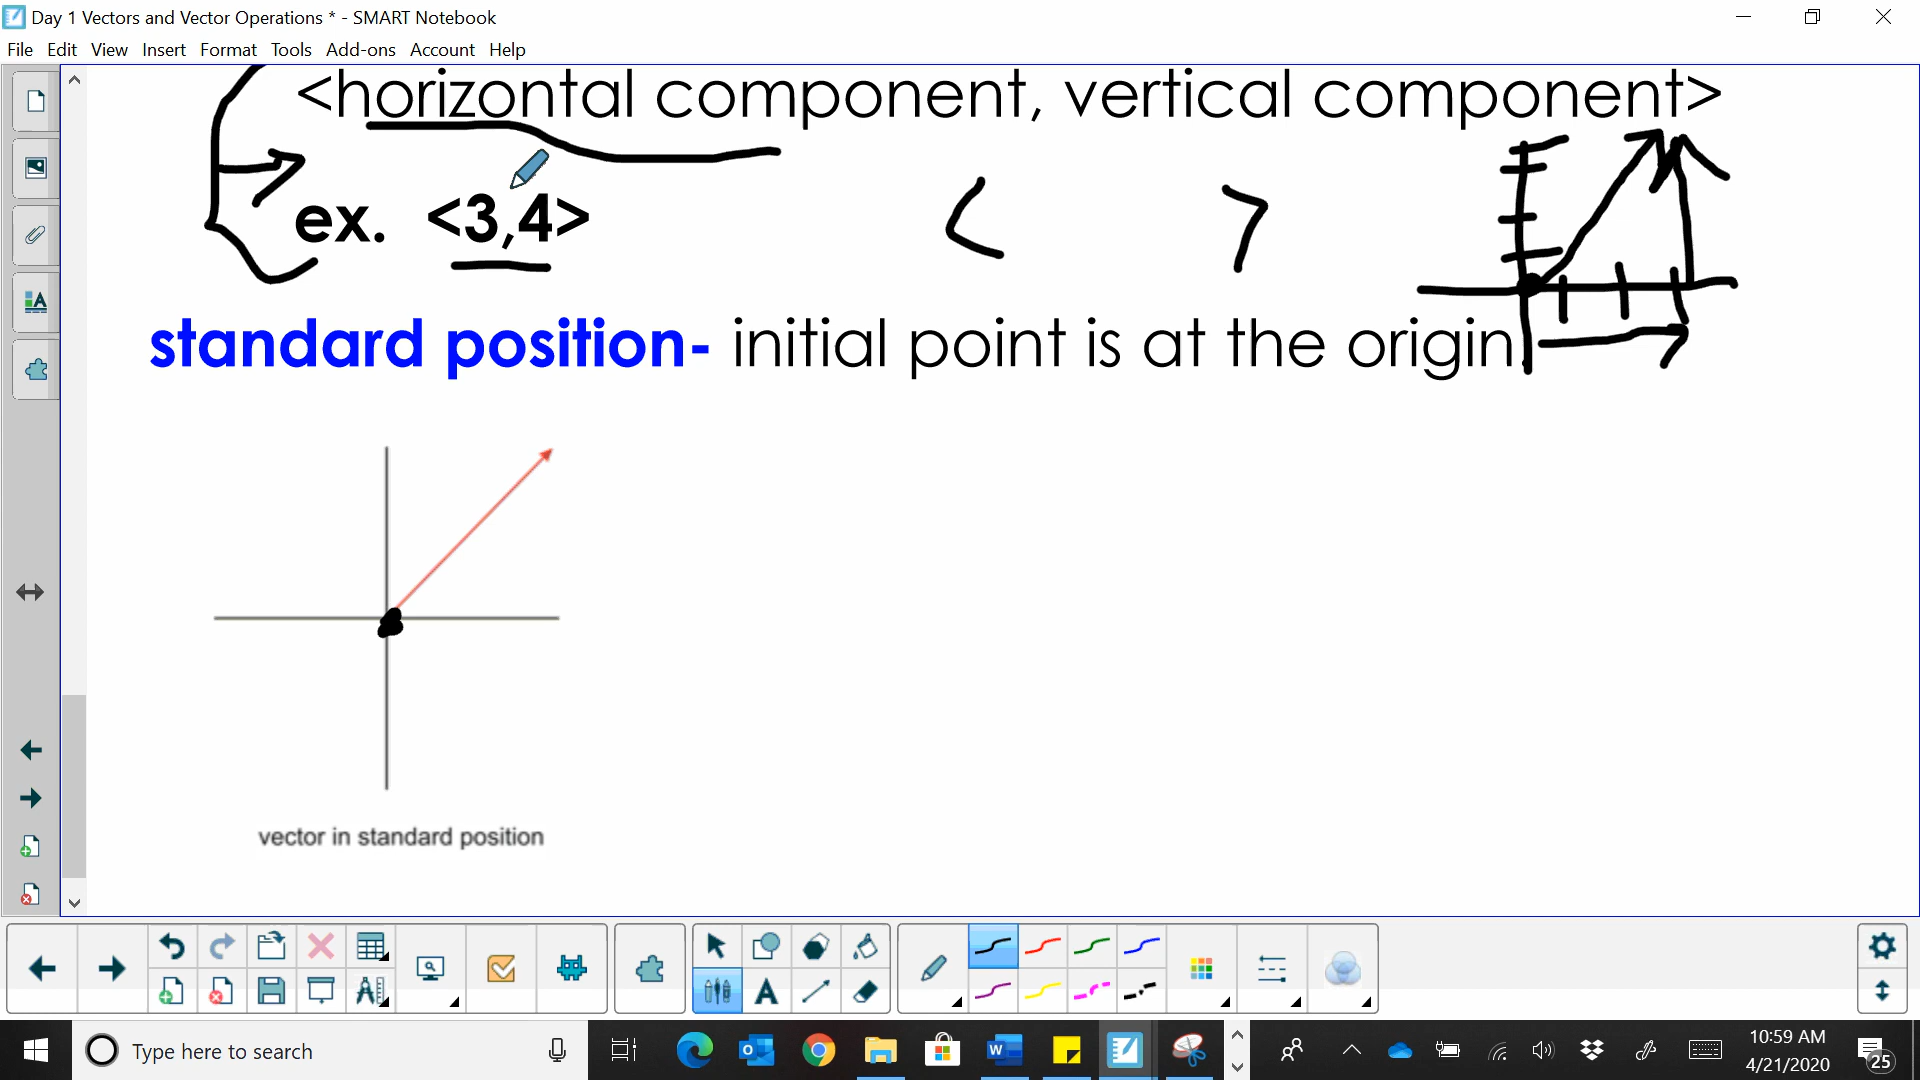 Day 1 Vectors and Vector Operations * - SMART Notebook
File Edit View Insert Format Tools Add-ons Account Help
<horizontal component, vertical component>
ex. <3,4>
< >
standard position- initial point is at the origin.
vector in standard position
Type here to search
10:59 AM
4/21/2020
25